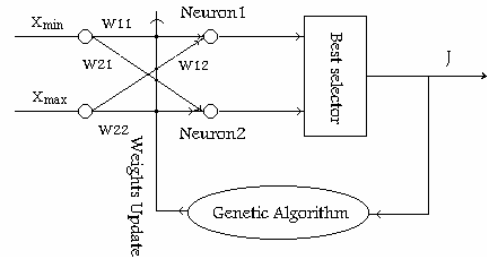 Xmin
W11
Neuron1
W21
W12
Best selector
J
Xmax
W22
Neuron2
Weights Update
Genetic Algorithm